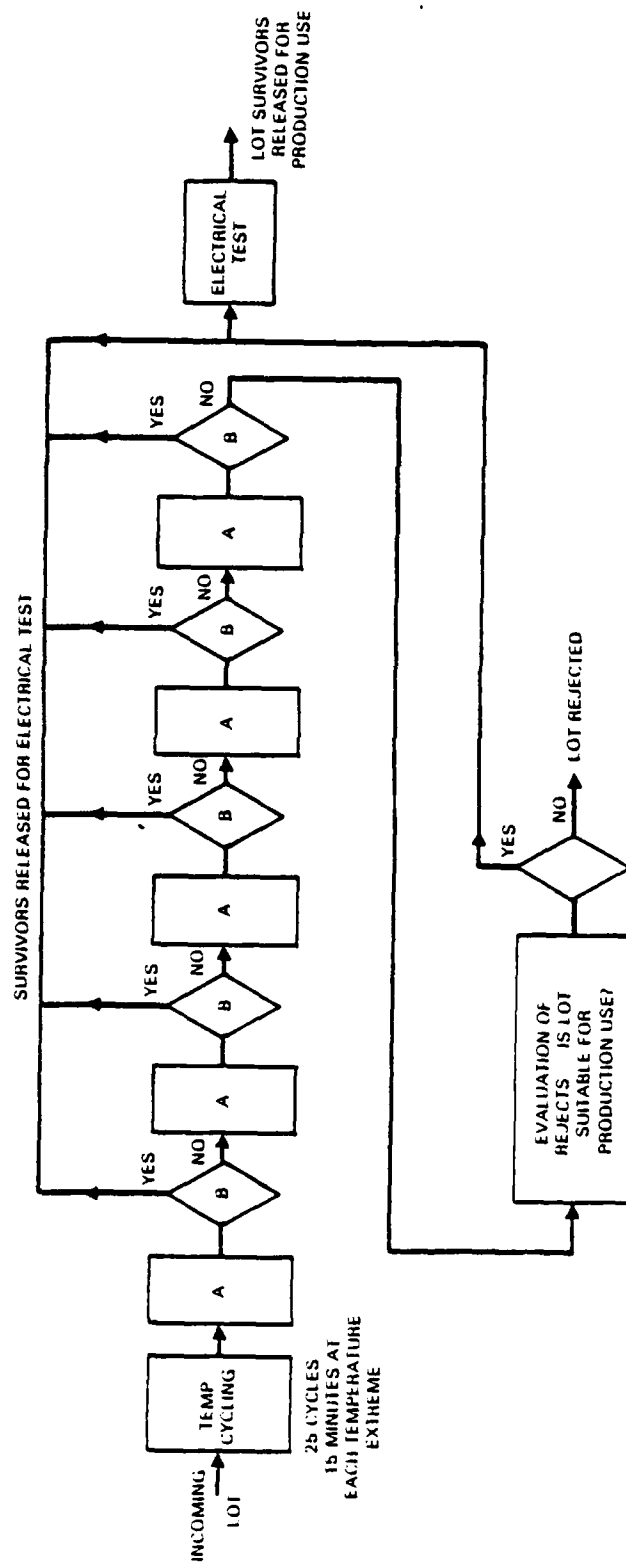 SURVIVORS RELEASED FOR ELECTRICAL TEST
INCOMING
LOT
TEMP
CYCLING
25 CYCLES
15 MINUTES AT
EACH TEMPERATURE
EXTREME
A
B
YES
NO
A
B
YES
NO
A
B
YES
NO
A
B
YES
NO
A
B
YES
NO
ELECTRICAL
TEST
LOT SURVIVORS
RELEASED FOR
PRODUCTION USE
EVALUATION OF
REJECTS IS LOT
SUITABLE FOR
PRODUCTION USE?
YES
NO
LOT REJECTED